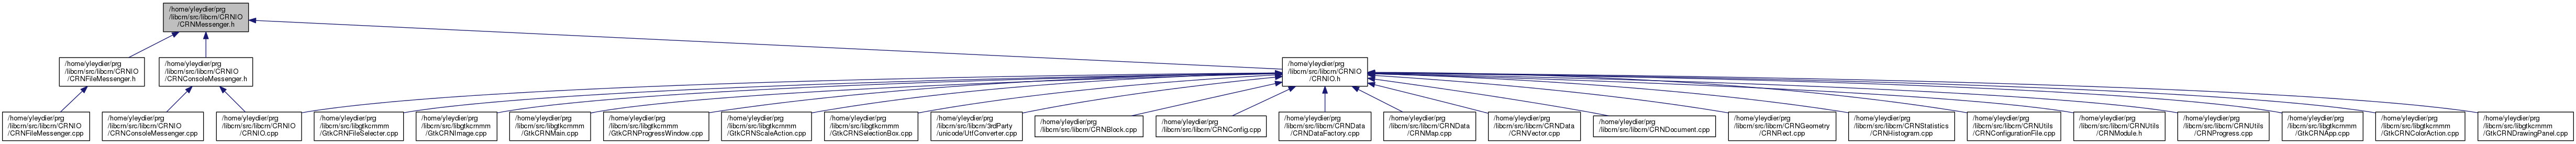 /home/yleydier/prg
/libcrn/src/libcrn/CRNIO
/CRNMessenger.h
/home/yleydier/prg
/libcrn/src/libcrn/CRNIO
/CRNFileMessenger.h
/home/yleydier/prg
/libcrn/src/libcrn/CRNIO
/CRNConsoleMessenger.h
/home/yleydier/prg
/libcrn/src/libcrn/CRNIO
/CRNIO.h
/home/yleydier/prg
/libcrn/src/libcrn/CRNIO
/CRNFileMessenger.cpp
/home/yleydier/prg
/libcrn/src/libcrn/CRNIO
/CRNConsoleMessenger.cpp
/home/yleydier/prg
/libcrn/src/libcrn/CRNIO
/CRNIO.cpp
/home/yleydier/prg
/libcrn/src/libgtkcrnmm
/GtkCRNFileSelecter.cpp
/home/yleydier/prg
/libcrn/src/libgtkcrnmm
/GtkCRNImage.cpp
/home/yleydier/prg
/libcrn/src/libgtkcrnmm
/GtkCRNMain.cpp
/home/yleydier/prg
/libcrn/src/libgtkcrnmm
/GtkCRNProgressWindow.cpp
/home/yleydier/prg
/libcrn/src/libgtkcrnmm
/GtkCRNScaleAction.cpp
/home/yleydier/prg
/libcrn/src/libgtkcrnmm
/GtkCRNSelectionBox.cpp
/home/yleydier/prg
/libcrn/src/libcrn/3rdParty
/unicode/UtfConverter.cpp
/home/yleydier/prg
/libcrn/src/libcrn/CRNBlock.cpp
/home/yleydier/prg
/libcrn/src/libcrn/CRNConfig.cpp
/home/yleydier/prg
/libcrn/src/libcrn/CRNData
/CRNDataFactory.cpp
/home/yleydier/prg
/libcrn/src/libcrn/CRNData
/CRNMap.cpp
/home/yleydier/prg
/libcrn/src/libcrn/CRNData
/CRNVector.cpp
/home/yleydier/prg
/libcrn/src/libcrn/CRNDocument.cpp
/home/yleydier/prg
/libcrn/src/libcrn/CRNGeometry
/CRNRect.cpp
/home/yleydier/prg
/libcrn/src/libcrn/CRNStatistics
/CRNHistogram.cpp
/home/yleydier/prg
/libcrn/src/libcrn/CRNUtils
/CRNConfigurationFile.cpp
/home/yleydier/prg
/libcrn/src/libcrn/CRNUtils
/CRNModule.h
/home/yleydier/prg
/libcrn/src/libcrn/CRNUtils
/CRNProgress.cpp
/home/yleydier/prg
/libcrn/src/libgtkcrnmm
/GtkCRNApp.cpp
/home/yleydier/prg
/libcrn/src/libgtkcrnmm
/GtkCRNColorAction.cpp
/home/yleydier/prg
/libcrn/src/libgtkcrnmm
/GtkCRNDrawingPanel.cpp